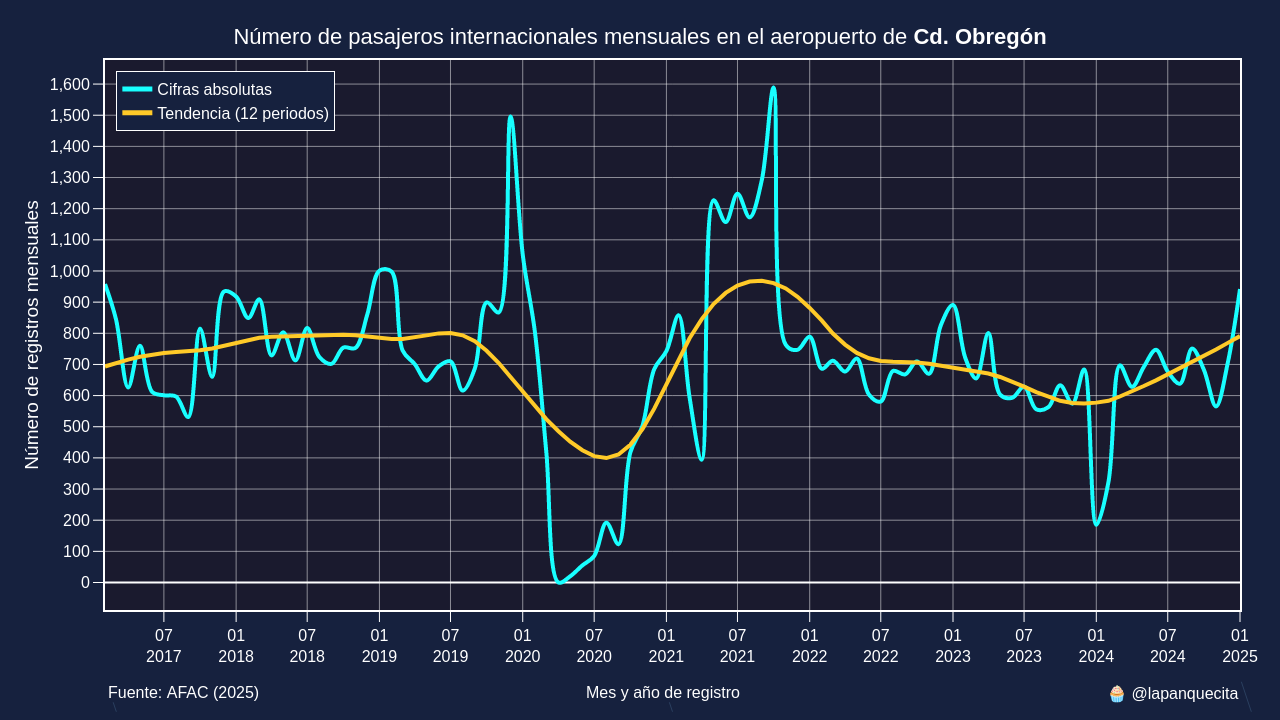 Número de pasajeros internacionales mensuales en el aeropuerto de Cd. Obregón
Cifras absolutas
Tendencia (12 periodos)
Número de registros mensuales
1,600
1,500
1,400
1,300
1,200
1,100
1,000
900
800
700
600
500
400
300
200
100
0
07 01 07 01 07 01 07 01 07 01 07 01 07 01 07 01
2017 2018 2018 2019 2019 2020 2020 2021 2021 2022 2022 2023 2023 2024 2024 2025
Fuente: AFAC (2025)
Mes y año de registro
🧁 @lapanquecita